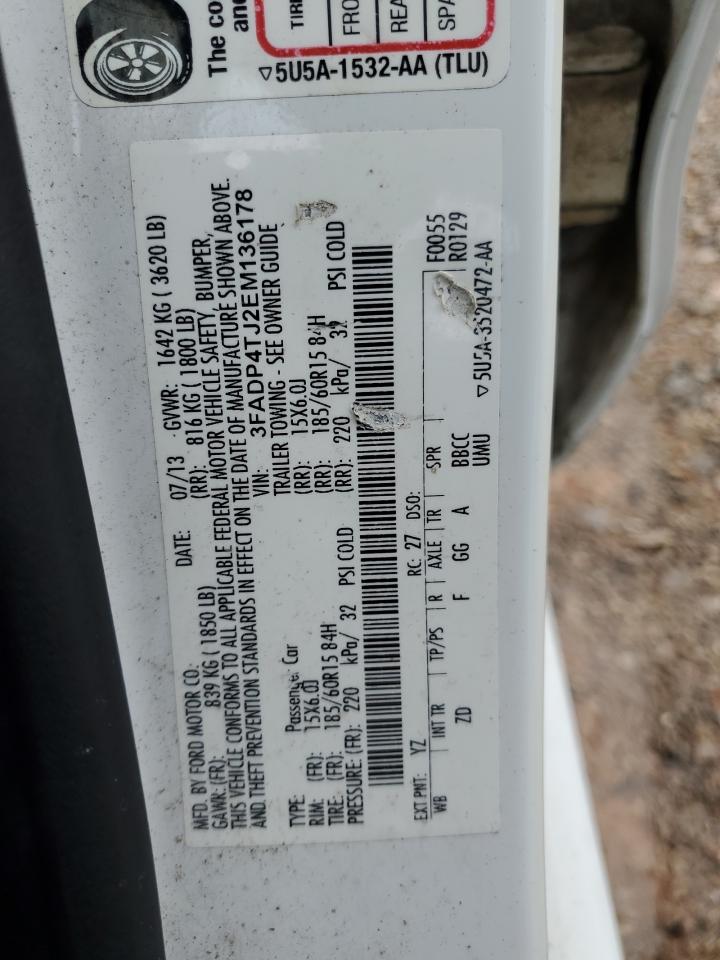 The co
an
TIRE
FRO
REA
SPA
▽5U5A-1532-AA (TLU)
MFD. BY FORD MOTOR CO. DATE: 07/13 GVWR: 1642 KG ( 3620 LB)
GAWR: (FR): 839 KG ( 1850 LB) (RR): 816 KG ( 1800 LB)
THIS VEHICLE CONFORMS TO ALL APPLICABLE FEDERAL MOTOR VEHICLE SAFETY, BUMPER,
AND THEFT PREVENTION STANDARDS IN EFFECT ON THE DATE OF MANUFACTURE SHOWN ABOVE.
VIN: 3FADP4TJ2EM136178
TYPE: Passenger Car TRAILER TOWING - SEE OWNER GUIDE
RIM: (FR): 15X6.0J (RR): 15X6.0J
TIRE: (FR): 185/60R15 84H (RR): 185/60R15 84H
PRESSURE: (FR): 220 kPa/ 32 PSI COLD (RR): 220 kPa/ 32 PSI COLD
EXT PNT: YZ RC: 27 DSO: F0055
WB INT TR TP/PS R AXLE TR SPR R0129
ZD F GG A BBCC
UMU
▽5U5A-3520472-AA